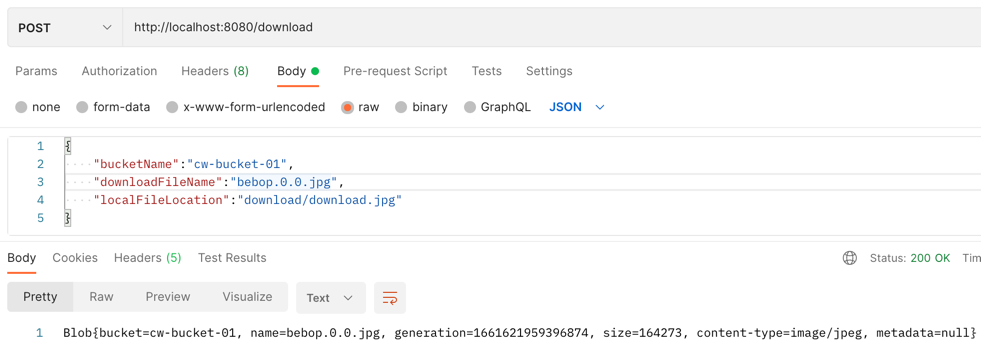 POST http://localhost:8080/download
Params Authorization Headers (8) Body Pre-request Script Tests Settings
none form-data x-www-form-urlencoded raw binary GraphQL JSON
1 {
2 "bucketName":"cw-bucket-01",
3 "downloadFileName":"bebop.0.0.jpg",
4 "localFileLocation":"download/download.jpg"
5 }
Body Cookies Headers (5) Test Results Status: 200 OK Tim
Pretty Raw Preview Visualize Text
1 Blob{bucket=cw-bucket-01, name=bebop.0.0.jpg, generation=1661621959396874, size=164273, content-type=image/jpeg, metadata=null}